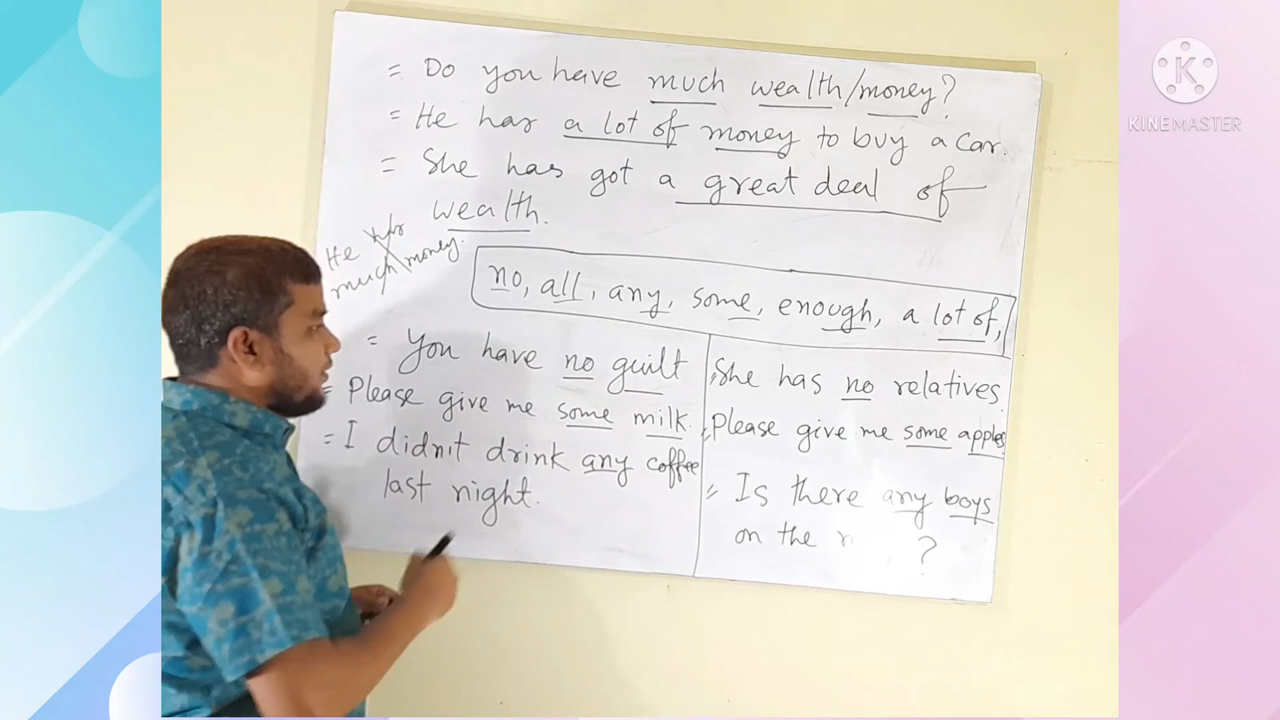 = Do you have much wealth/money?
= He has a lot of money to buy a car.
= She has got a great deal of
wealth.
He has
much money.
no, all, any, some, enough, a lot of,
= You have no guilt
= Please give me some milk.
= I didn't drink any coffee
last night.
= She has no relatives.
= Please give me some apples
= Is there any boys
on the ?
KINEMASTER